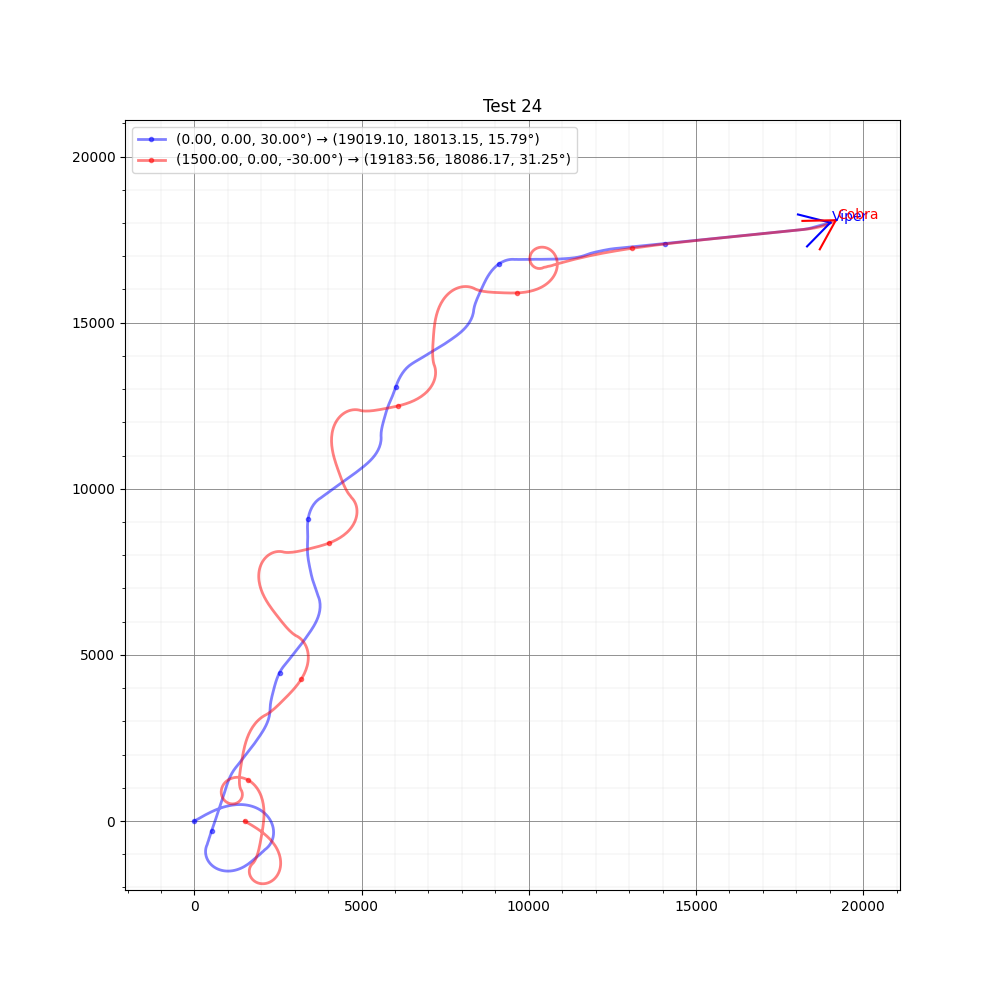 Test 24
(0.00, 0.00, 30.00°) → (19019.10, 18013.15, 15.79°)
(1500.00, 0.00, -30.00°) → (19183.56, 18086.17, 31.25°)
Cobra
Viper
20000
15000
10000
5000
0
0 5000 10000 15000 20000